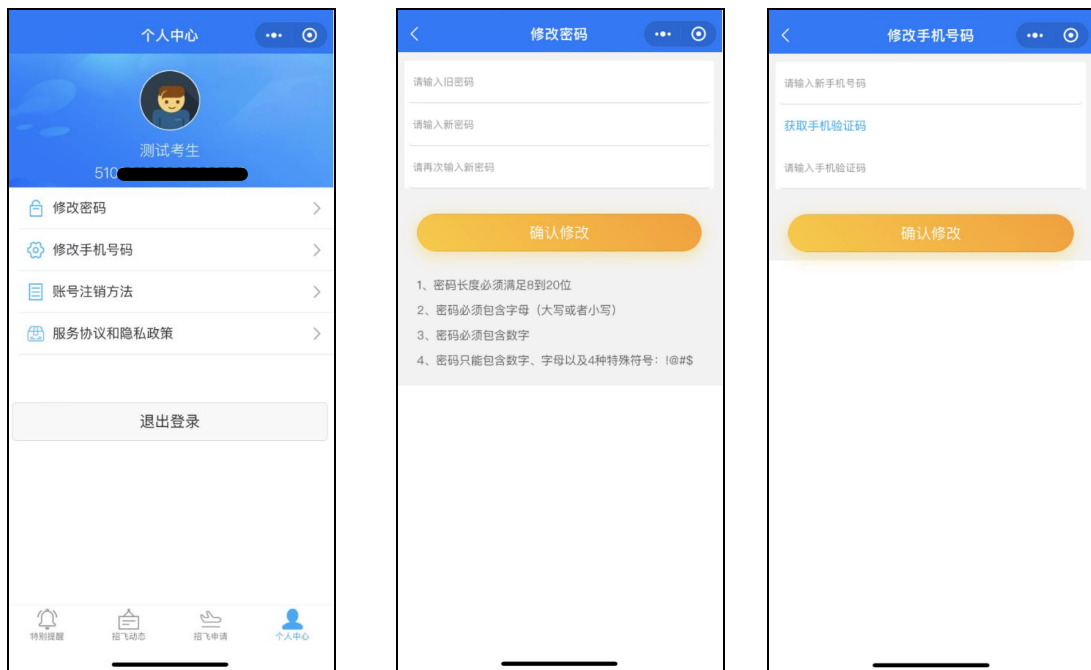 个人中心
测试考生
510
修改密码
修改手机号码
账号注销方法
服务协议和隐私政策
退出登录
特别提醒
招飞动态
招飞申请
个人中心
修改密码
请输入旧密码
请输入新密码
请再次输入新密码
确认修改
1、密码长度必须满足8到20位
2、密码必须包含字母（大写或者小写）
3、密码必须包含数字
4、密码只能包含数字、字母以及4种特殊符号：!@#$
修改手机号码
请输入新手机号码
获取手机验证码
请输入手机验证码
确认修改